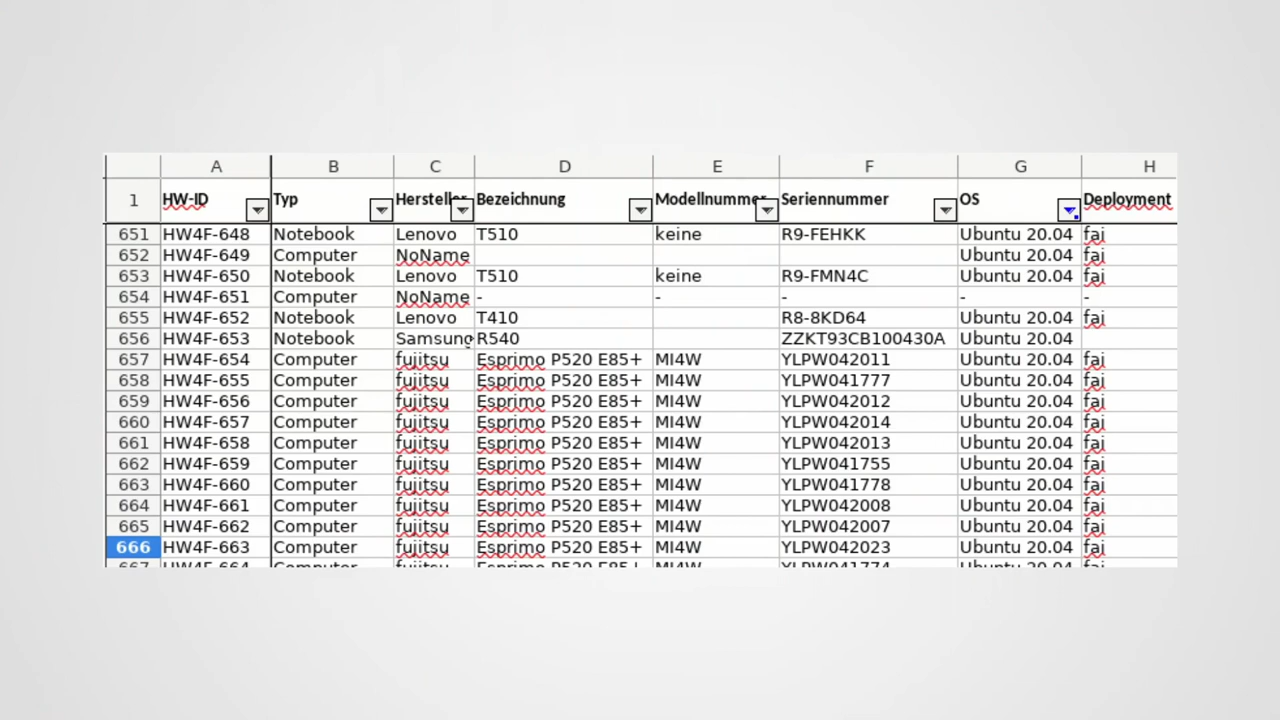 A B C D E F G H
1 HW-ID Typ Hersteller Bezeichnung Modellnummer Seriennummer OS Deployment
651 HW4F-648 Notebook Lenovo T510 keine R9-FEHKK Ubuntu 20.04 fai
652 HW4F-649 Computer NoName Ubuntu 20.04 fai
653 HW4F-650 Notebook Lenovo T510 keine R9-FMN4C Ubuntu 20.04 fai
654 HW4F-651 Computer NoName - - - - -
655 HW4F-652 Notebook Lenovo T410 R8-8KD64 Ubuntu 20.04 fai
656 HW4F-653 Notebook Samsung R540 ZZKT93CB100430A Ubuntu 20.04
657 HW4F-654 Computer fujitsu Esprimo P520 E85+ MI4W YLPW042011 Ubuntu 20.04 fai
658 HW4F-655 Computer fujitsu Esprimo P520 E85+ MI4W YLPW041777 Ubuntu 20.04 fai
659 HW4F-656 Computer fujitsu Esprimo P520 E85+ MI4W YLPW042012 Ubuntu 20.04 fai
660 HW4F-657 Computer fujitsu Esprimo P520 E85+ MI4W YLPW042014 Ubuntu 20.04 fai
661 HW4F-658 Computer fujitsu Esprimo P520 E85+ MI4W YLPW042013 Ubuntu 20.04 fai
662 HW4F-659 Computer fujitsu Esprimo P520 E85+ MI4W YLPW041755 Ubuntu 20.04 fai
663 HW4F-660 Computer fujitsu Esprimo P520 E85+ MI4W YLPW041778 Ubuntu 20.04 fai
664 HW4F-661 Computer fujitsu Esprimo P520 E85+ MI4W YLPW042008 Ubuntu 20.04 fai
665 HW4F-662 Computer fujitsu Esprimo P520 E85+ MI4W YLPW042007 Ubuntu 20.04 fai
666 HW4F-663 Computer fujitsu Esprimo P520 E85+ MI4W YLPW042023 Ubuntu 20.04 fai